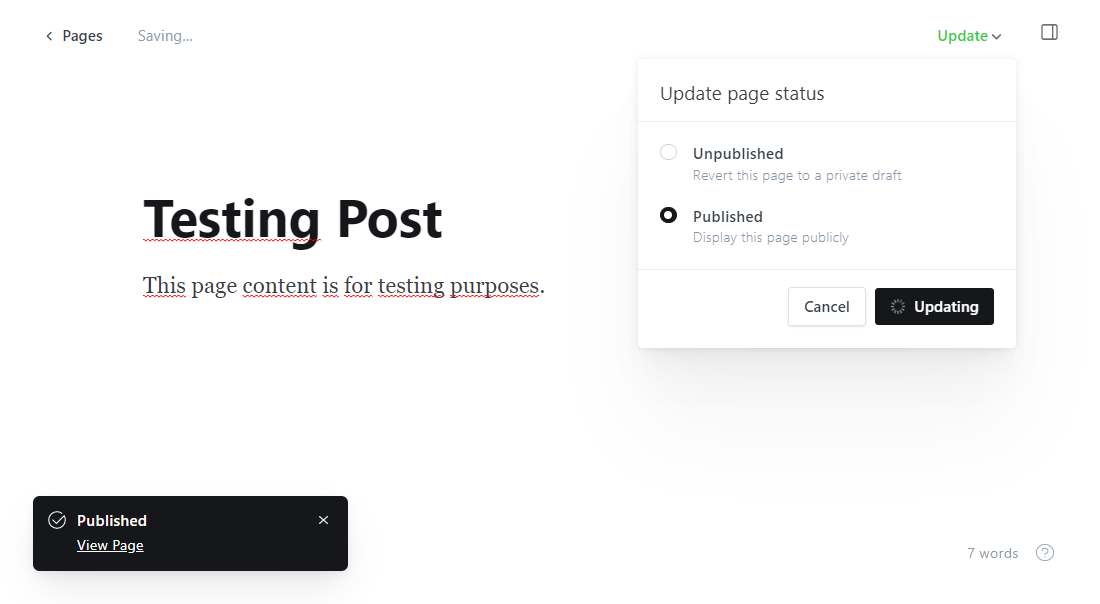 Pages
Saving...
Update
Update page status
Unpublished
Revert this page to a private draft
Published
Display this page publicly
Cancel
Updating
Testing Post
This page content is for testing purposes.
Published
View Page
7 words
?